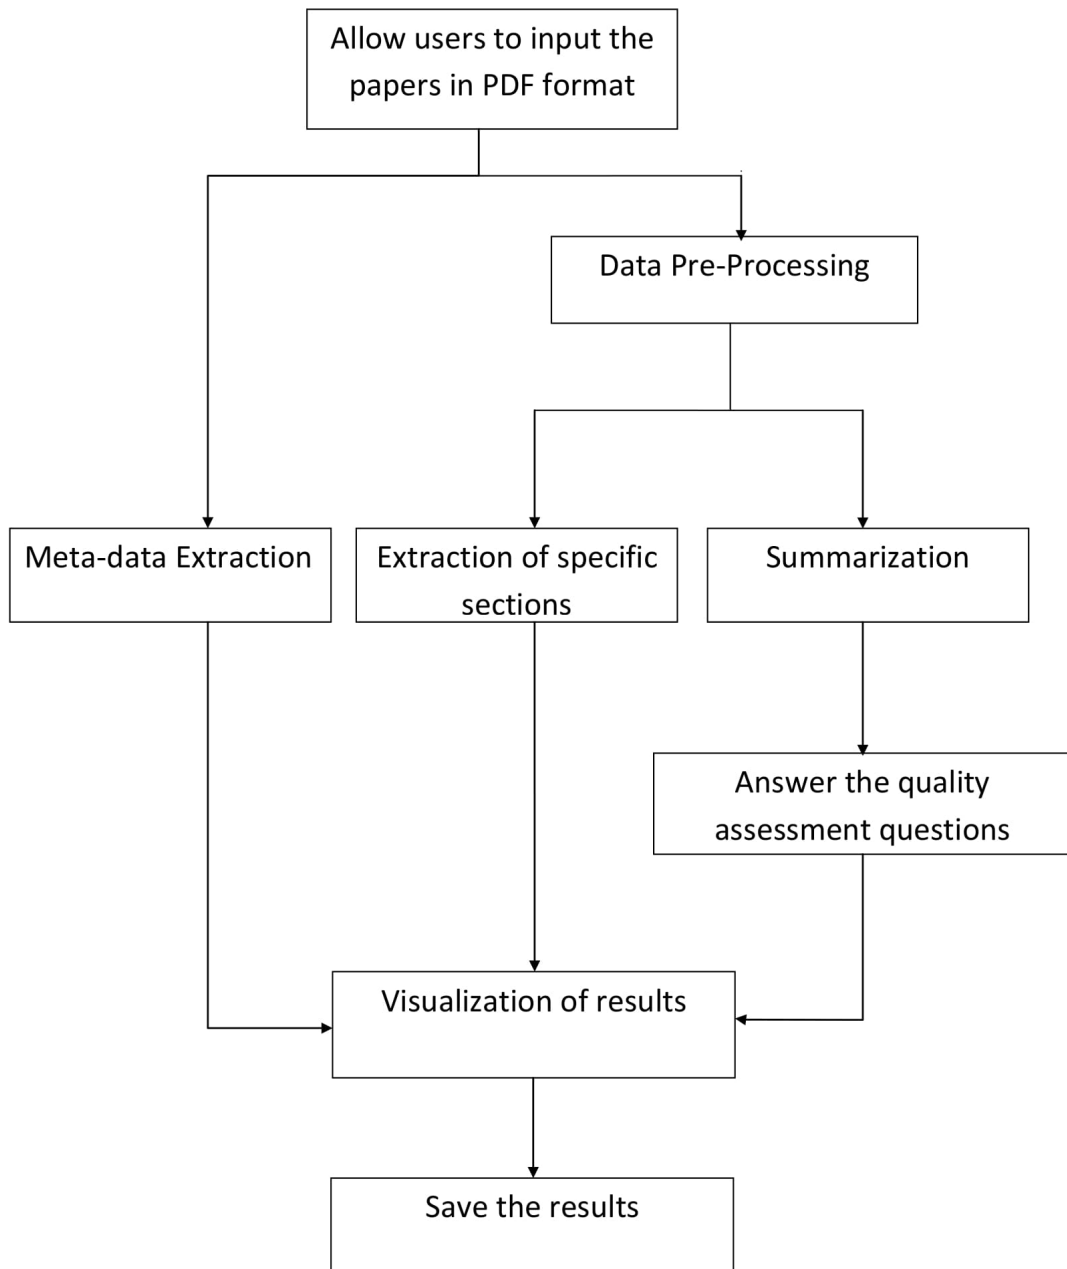 Allow users to input the
papers in PDF format
Data Pre-Processing
Meta-data Extraction
Extraction of specific
sections
Summarization
Answer the quality
assessment questions
Visualization of results
Save the results